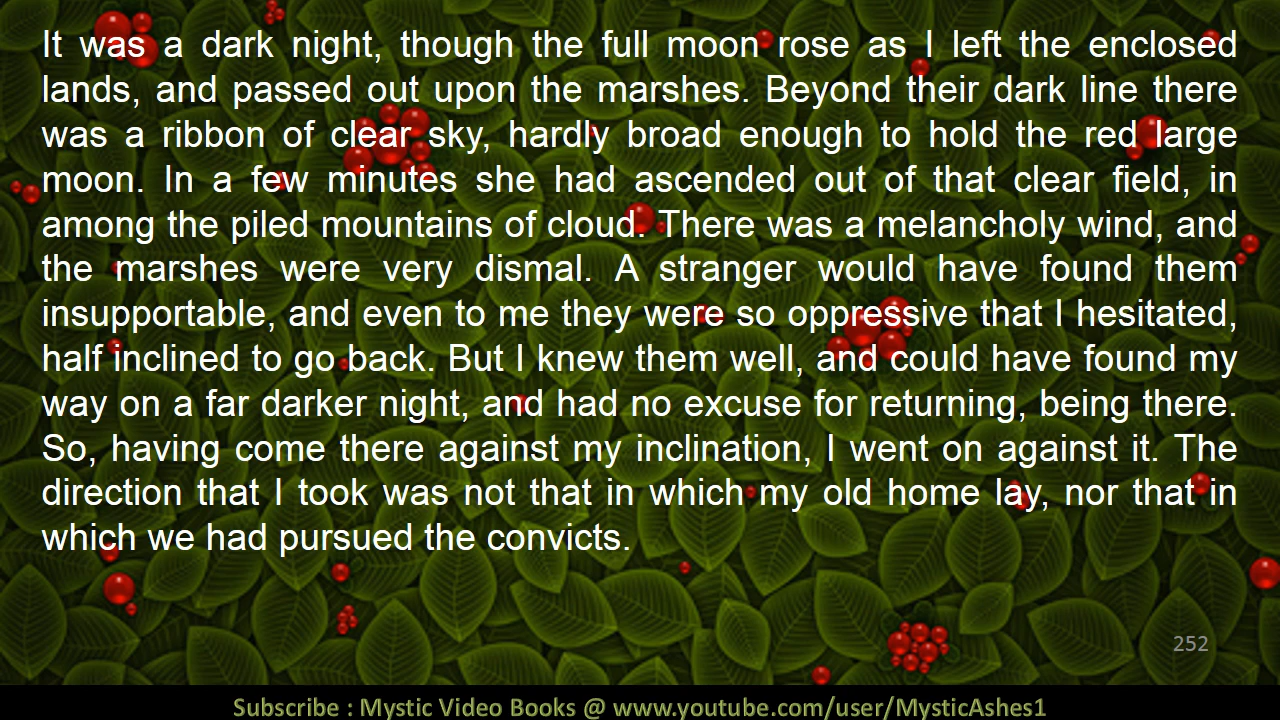 It was a dark night, though the full moon rose as I left the enclosed
lands, and passed out upon the marshes. Beyond their dark line there
was a ribbon of clear sky, hardly broad enough to hold the red large
moon. In a few minutes she had ascended out of that clear field, in
among the piled mountains of cloud. There was a melancholy wind, and
the marshes were very dismal. A stranger would have found them
insupportable, and even to me they were so oppressive that I hesitated,
half inclined to go back. But I knew them well, and could have found my
way on a far darker night, and had no excuse for returning, being there.
So, having come there against my inclination, I went on against it. The
direction that I took was not that in which my old home lay, nor that in
which we had pursued the convicts.
252
Subscribe : Mystic Video Books @ www.youtube.com/user/MysticAshes1